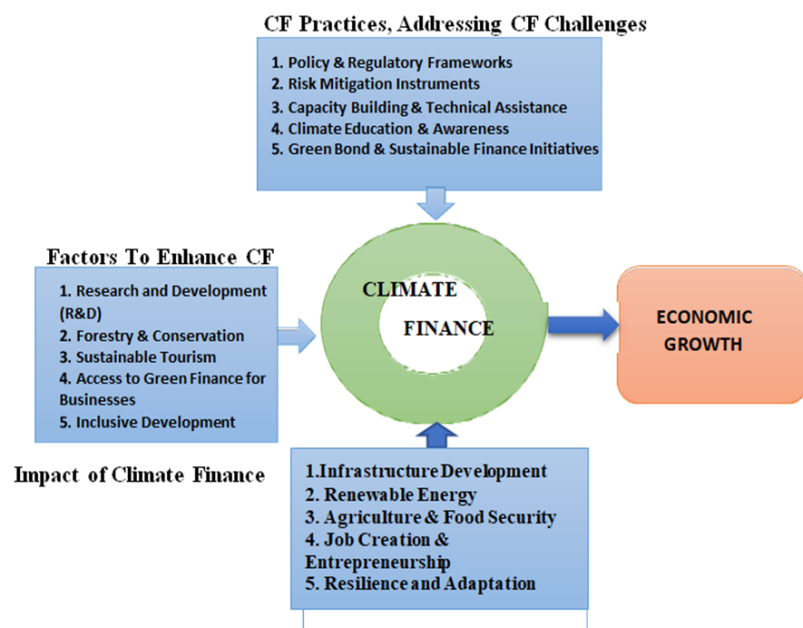 CF Practices, Addressing CF Challenges
1. Policy & Regulatory Frameworks
2. Risk Mitigation Instruments
3. Capacity Building & Technical Assistance
4. Climate Education & Awareness
5. Green Bond & Sustainable Finance Initiatives
Factors To Enhance CF
1. Research and Development
(R&D)
2. Forestry & Conservation
3. Sustainable Tourism
4. Access to Green Finance for
Businesses
5. Inclusive Development
CLIMATE
FINANCE
ECONOMIC
GROWTH
Impact of Climate Finance
1.Infrastructure Development
2. Renewable Energy
3. Agriculture & Food Security
4. Job Creation &
Entrepreneurship
5. Resilience and Adaptation